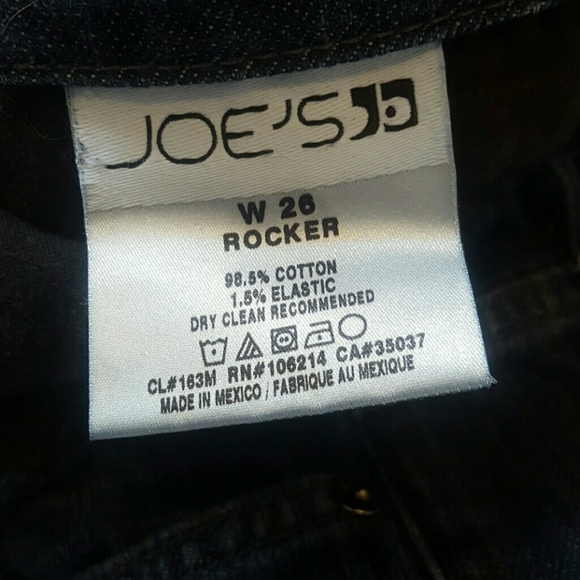 JOE'S
W 26
ROCKER
98.5% COTTON
1.5% ELASTIC
DRY CLEAN RECOMMENDED
CL#163M RN#106214 CA#35037
MADE IN MEXICO / FABRIQUE AU MEXIQUE